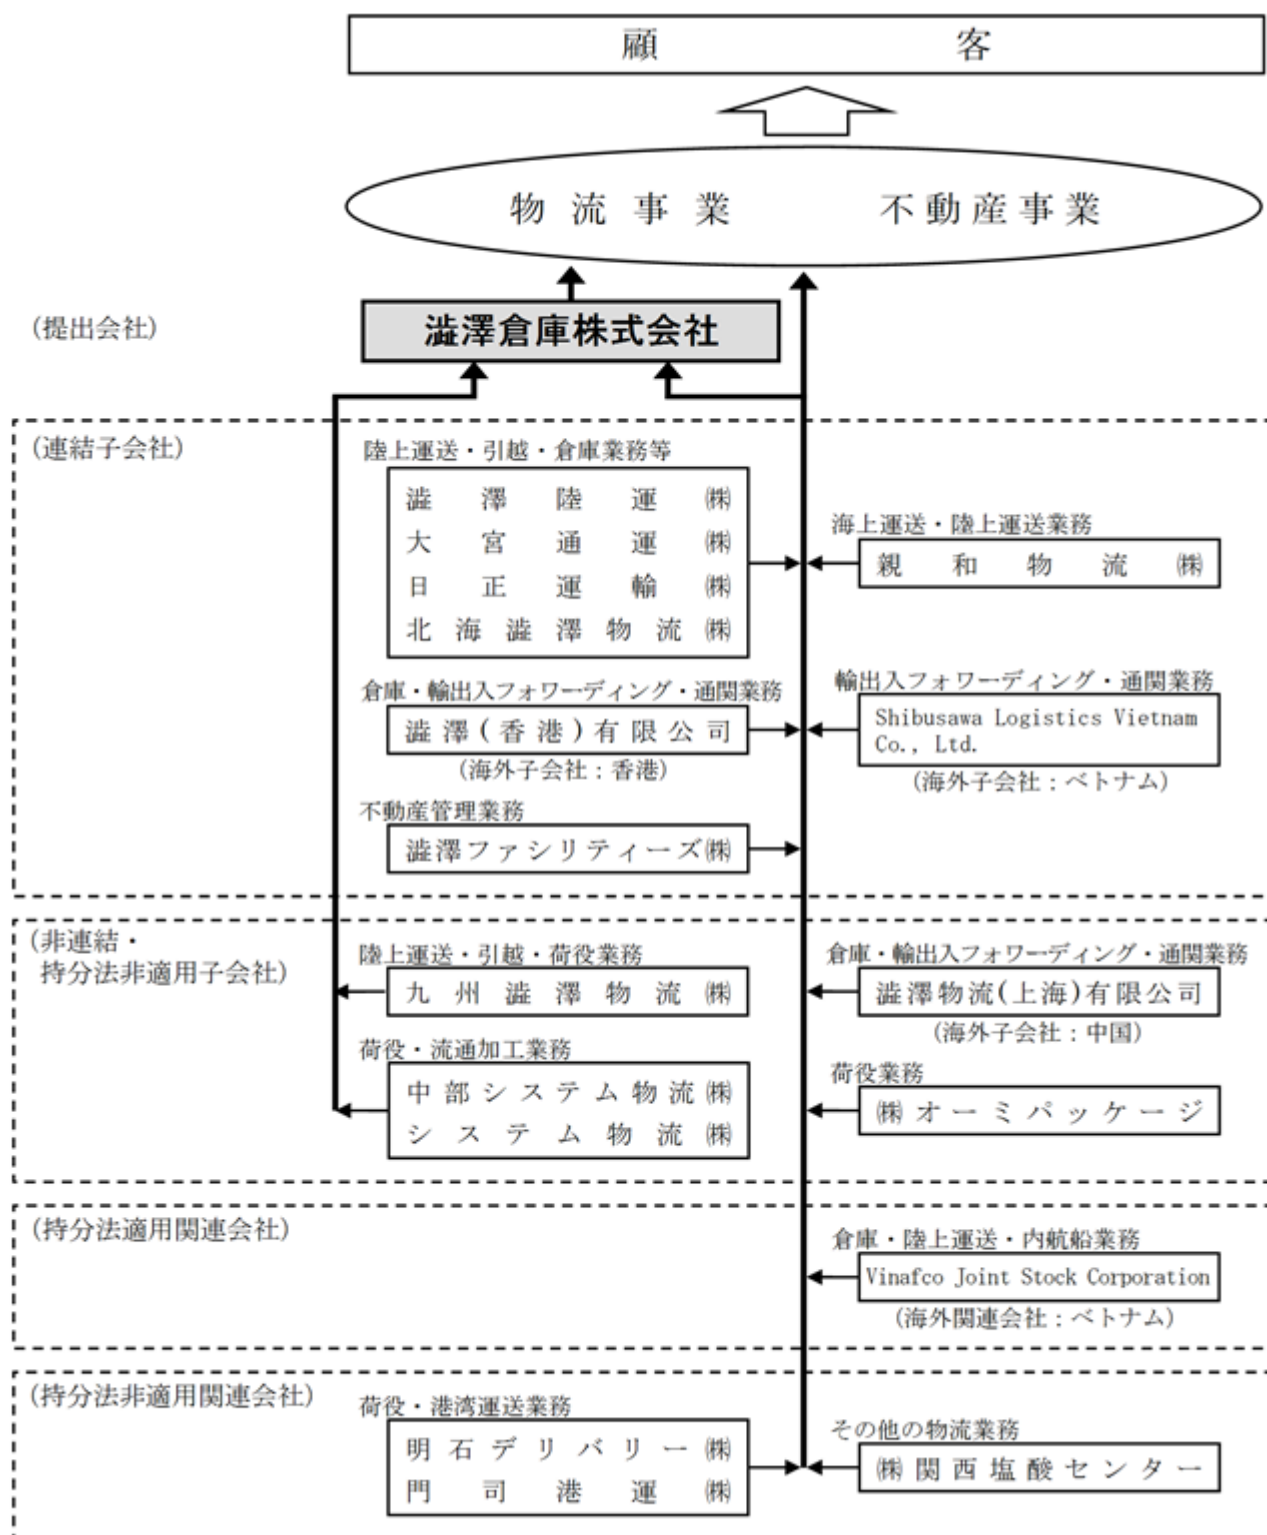 顧客
物流事業 不動産事業
(提出会社)
澁澤倉庫株式会社
(連結子会社)
陸上運送・引越・倉庫業務等
澁澤陸運㈱
大宮通運㈱
日正運輸㈱
北海澁澤物流㈱
海上運送・陸上運送業務
親和物流㈱
倉庫・輸出入フォワーディング・通関業務
澁澤(香港)有限公司
(海外子会社:香港)
輸出入フォワーディング・通関業務
Shibusawa Logistics Vietnam
Co., Ltd.
(海外子会社:ベトナム)
不動産管理業務
澁澤ファシリティーズ㈱
(非連結・
持分法非適用子会社)
陸上運送・引越・荷役業務
九州澁澤物流㈱
倉庫・輸出入フォワーディング・通関業務
澁澤物流(上海)有限公司
(海外子会社:中国)
荷役・流通加工業務
中部システム物流㈱
システム物流㈱
荷役業務
㈱オーミパッケージ
(持分法適用関連会社)
倉庫・陸上運送・内航船業務
Vinafco Joint Stock Corporation
(海外関連会社:ベトナム)
(持分法非適用関連会社)
荷役・港湾運送業務
明石デリバリー㈱
門司港運㈱
その他の物流業務
㈱関西塩酸センター